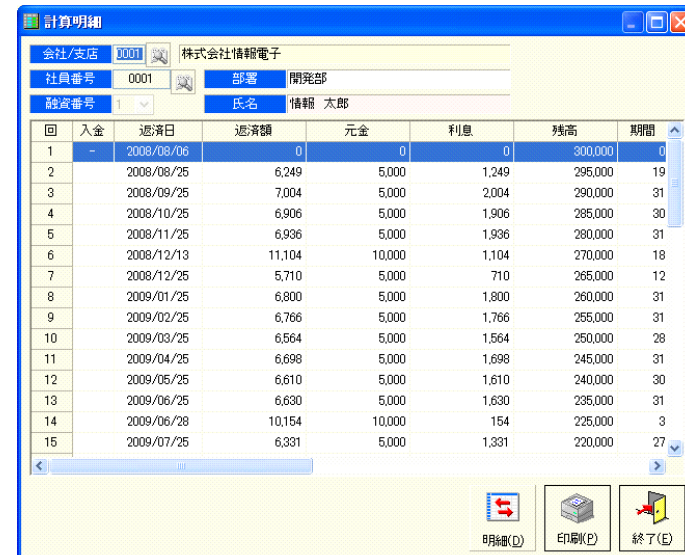 計算明細
会社/支店 0001 株式会社情報電子
社員番号 0001 部署 開発部
融資番号 1 氏名 情報 太郎
回 入金 返済日 返済額 元金 利息 残高 期間
1 − 2008/08/06 0 0 0 300,000 0
2 2008/08/25 6,249 5,000 1,249 295,000 19
3 2008/09/25 7,004 5,000 2,004 290,000 31
4 2008/10/25 6,906 5,000 1,906 285,000 30
5 2008/11/25 6,936 5,000 1,936 280,000 31
6 2008/12/13 11,104 10,000 1,104 270,000 18
7 2008/12/25 5,710 5,000 710 265,000 12
8 2009/01/25 6,800 5,000 1,800 260,000 31
9 2009/02/25 6,766 5,000 1,766 255,000 31
10 2009/03/25 6,564 5,000 1,564 250,000 28
11 2009/04/25 6,698 5,000 1,698 245,000 31
12 2009/05/25 6,610 5,000 1,610 240,000 30
13 2009/06/25 6,630 5,000 1,630 235,000 31
14 2009/06/28 10,154 10,000 154 225,000 3
15 2009/07/25 6,331 5,000 1,331 220,000 27
明細(D) 印刷(P) 終了(E)